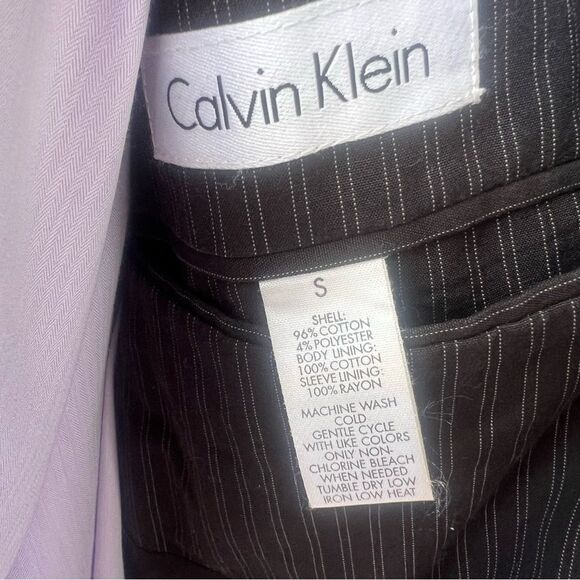 Calvin Klein
S
SHELL:
96% COTTON
4% POLYESTER
BODY LINING:
100% COTTON
SLEEVE LINING:
100% RAYON
MACHINE WASH
COLD
GENTLE CYCLE
WITH LIKE COLORS
ONLY NON-
CHLORINE BLEACH
WHEN NEEDED
TUMBLE DRY LOW
IRON LOW HEAT